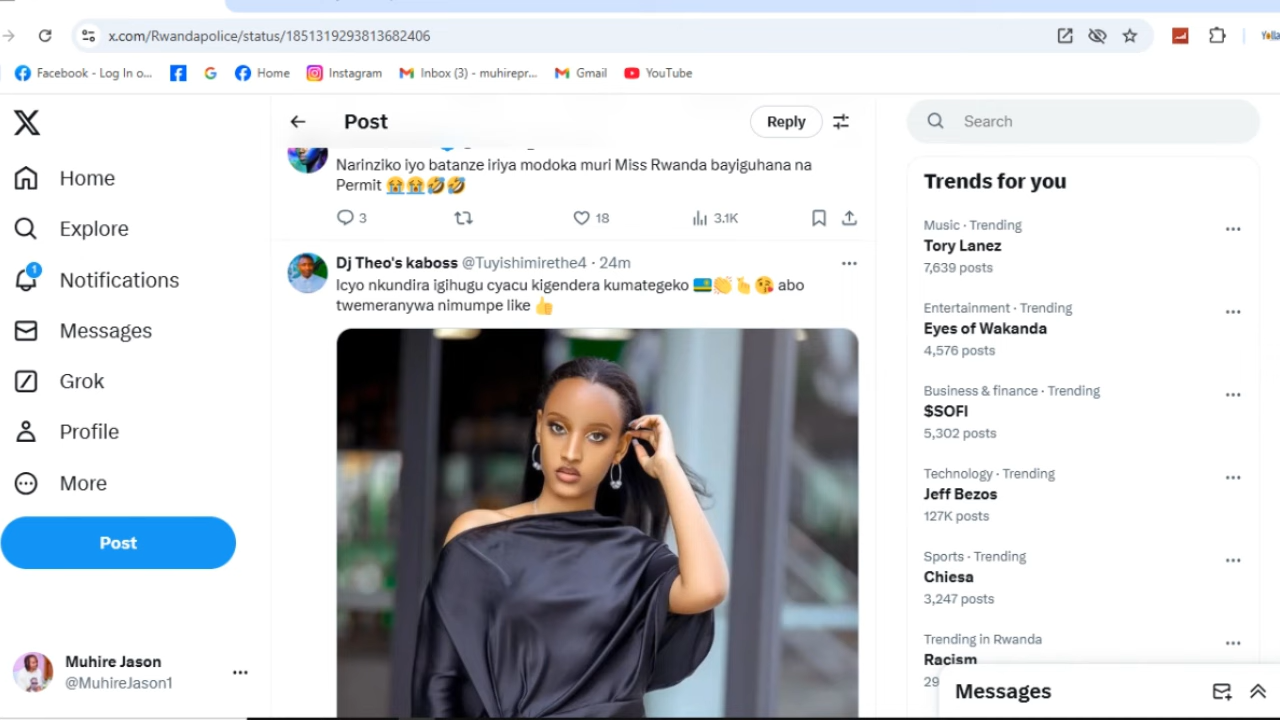 x.com/Rwandapolice/status/1851319293813682406
Facebook - Log In o...
Home
Instagram
Inbox (3) - muhirepr...
Gmail
YouTube
Home
Explore
Notifications
1
Messages
Grok
Profile
More
Post
Muhire Jason
@MuhireJason1
Post
Reply
Narinziko iyo batanze iriya modoka muri Miss Rwanda bayiguhana na
Permit 😭😭🤣🤣
3
18
3.1K
Dj Theo's kaboss @Tuyishimirethe4 · 24m
Icyo nkundira igihugu cyacu kigendera kumategeko 🇷🇼👏🫰😘 abo
twemeranywa nimumpe like 👍
Search
Trends for you
Music · Trending
Tory Lanez
7,639 posts
Entertainment · Trending
Eyes of Wakanda
4,576 posts
Business & finance · Trending
$SOFI
5,302 posts
Technology · Trending
Jeff Bezos
127K posts
Sports · Trending
Chiesa
3,247 posts
Trending in Rwanda
Racism
Messages